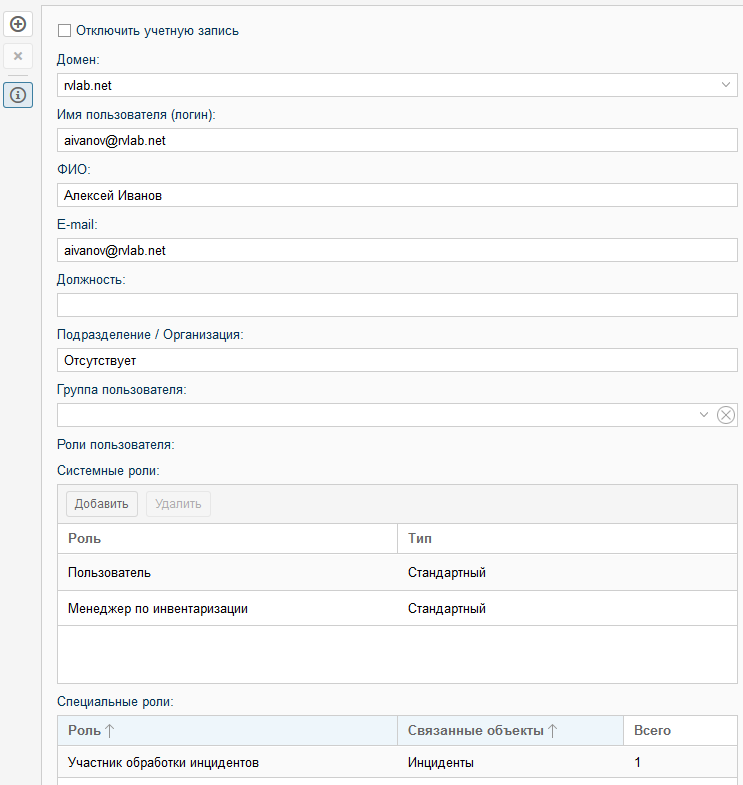 Отключить учетную запись
Домен:
rvlab.net
Имя пользователя (логин):
aivanov@rvlab.net
ФИО:
Алексей Иванов
E-mail:
aivanov@rvlab.net
Должность:
Подразделение / Организация:
Отсутствует
Группа пользователя:
Роли пользователя:
Системные роли:
Добавить Удалить
Роль Тип
Пользователь Стандартный
Менеджер по инвентаризации Стандартный
Специальные роли:
Роль Связанные объекты Всего
Участник обработки инцидентов Инциденты 1